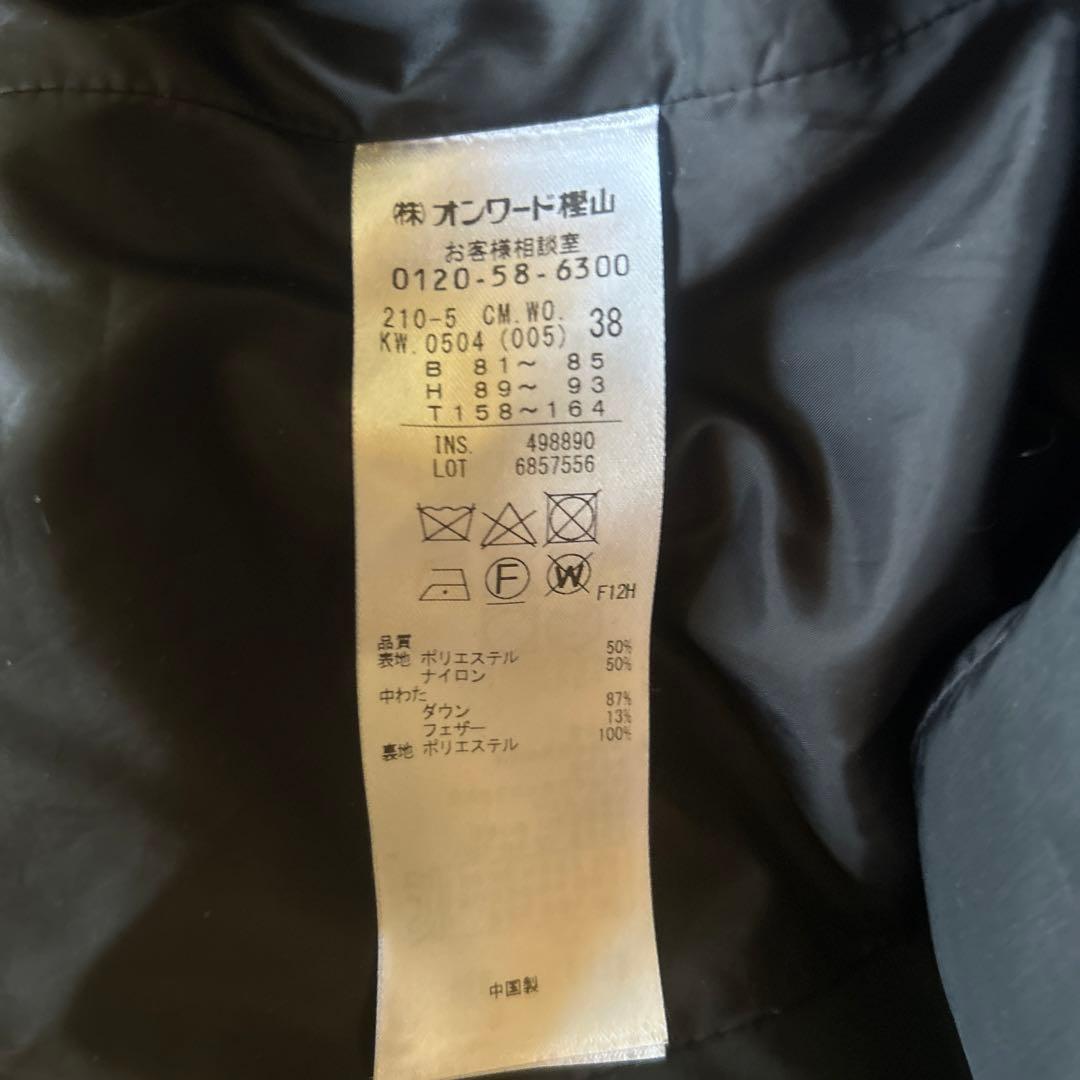 ㈱オンワード樫山
お客様相談室
0120-58-6300
210-5 CM.WO. 38
KW.0504 (005)
B 81～ 85
H 89～ 93
T158～164
INS. 498890
LOT 6857556
F
W F12H
品質
表地 ポリエステル 50%
ナイロン 50%
中わた
ダウン 87%
フェザー 13%
裏地 ポリエステル 100%
中国製